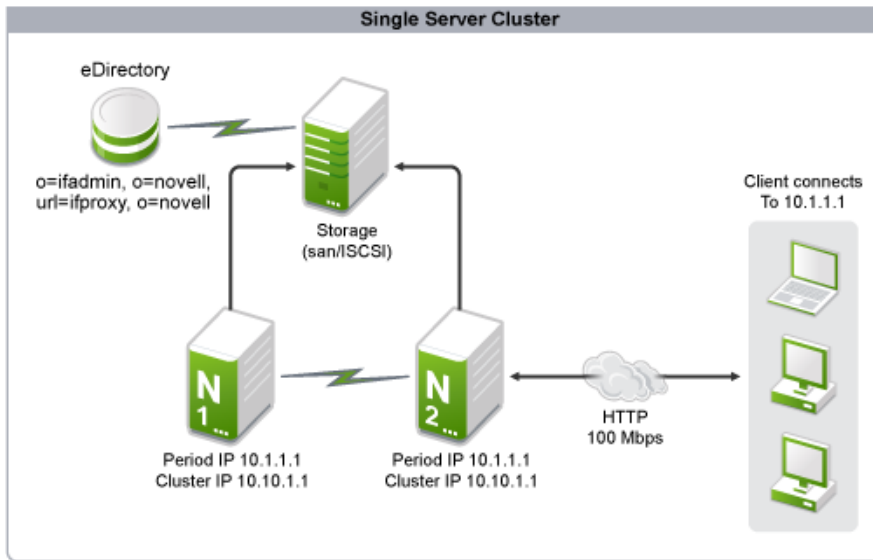 Single Server Cluster
eDirectory
o=ifadmin, o=novell,
url=ifproxy, o=novell
Storage
(san/ISCSI)
Client connects
To 10.1.1.1
N
1
N
2
HTTP
100 Mbps
Period IP 10.1.1.1
Cluster IP 10.10.1.1
Period IP 10.1.1.1
Cluster IP 10.10.1.1